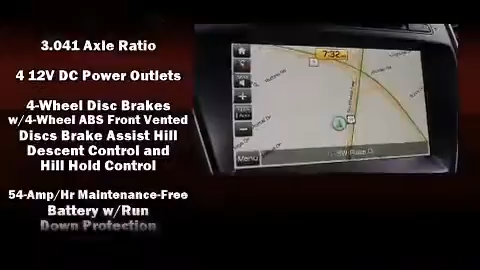 3.041 Axle Ratio
4 12V DC Power Outlets
4-Wheel Disc Brakes
w/4-Wheel ABS Front Vented
Discs Brake Assist Hill
Descent Control and
Hill Hold Control
54-Amp/Hr Maintenance-Free
Battery w/Run
Down Protection
7:32
Menu